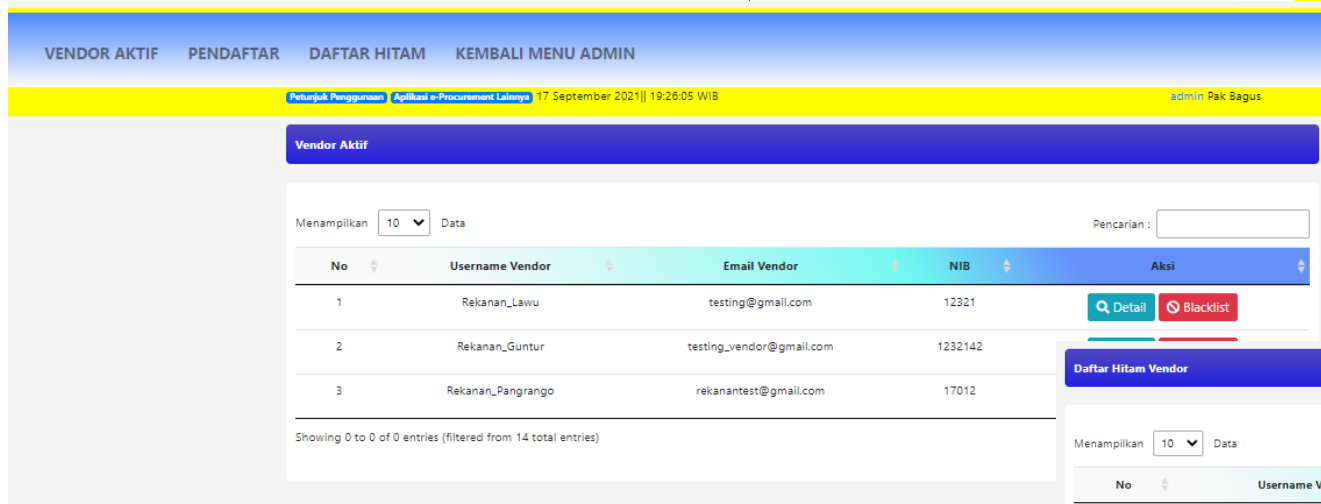 VENDOR AKTIF PENDAFTAR DAFTAR HITAM KEMBALI MENU ADMIN
Petunjuk Penggunaan Aplikasi e-Procurement Lainnya 17 September 2021|| 19:26:05 WIB admin Pak Bagus
Vendor Aktif
Menampilkan 10 Data Pencarian :
No Username Vendor Email Vendor NIB Aksi
1 Rekanan_Lawu testing@gmail.com 12321 Detail Blacklist
2 Rekanan_Guntur testing_vendor@gmail.com 1232142
3 Rekanan_Pangrango rekanantest@gmail.com 17012
Showing 0 to 0 of 0 entries (filtered from 14 total entries)
Daftar Hitam Vendor
Menampilkan 10 Data
No Username